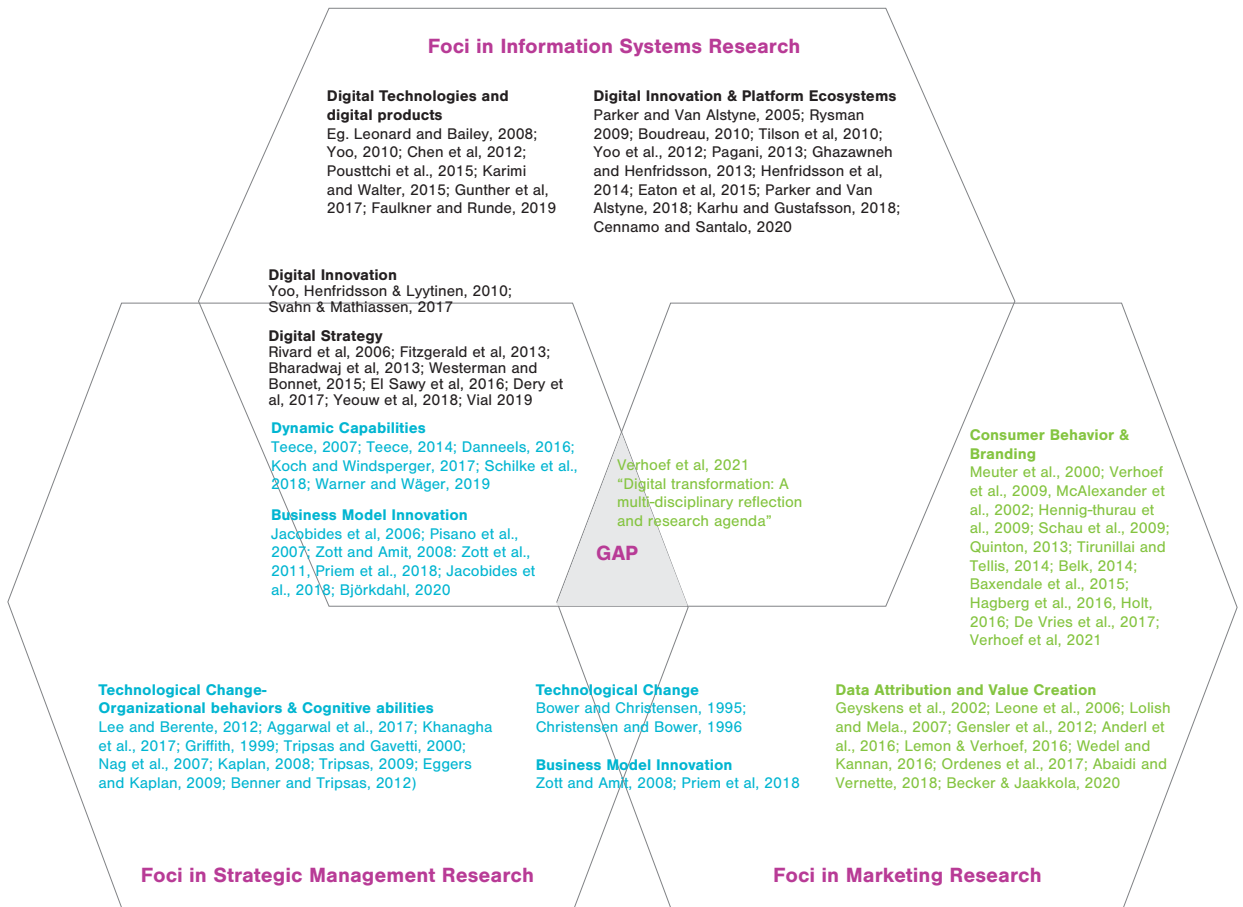 Foci in Information Systems Research
Digital Technologies and
digital products
Eg. Leonard and Bailey, 2008;
Yoo, 2010; Chen et al, 2012;
Pousttchi et al., 2015; Karimi
and Walter, 2015; Gunther et al,
2017; Faulkner and Runde, 2019
Digital Innovation & Platform Ecosystems
Parker and Van Alstyne, 2005; Rysman
2009; Boudreau, 2010; Tilson et al, 2010;
Yoo et al., 2012; Pagani, 2013; Ghazawneh
and Henfridsson, 2013; Henfridsson et al,
2014; Eaton et al, 2015; Parker and Van
Alstyne, 2018; Karhu and Gustafsson, 2018;
Cennamo and Santalo, 2020
Digital Innovation
Yoo, Henfridsson & Lyytinen, 2010;
Svahn & Mathiassen, 2017
Digital Strategy
Rivard et al, 2006; Fitzgerald et al, 2013;
Bharadwaj et al, 2013; Westerman and
Bonnet, 2015; El Sawy et al, 2016; Dery et
al, 2017; Yeouw et al, 2018; Vial 2019
Dynamic Capabilities
Teece, 2007; Teece, 2014; Danneels, 2016;
Koch and Windsperger, 2017; Schilke et al.,
2018; Warner and Wäger, 2019
Business Model Innovation
Jacobides et al, 2006; Pisano et al.,
2007; Zott and Amit, 2008: Zott et al.,
2011, Priem et al., 2018; Jacobides et
al., 2018; Björkdahl, 2020
Verhoef et al, 2021
“Digital transformation: A
multi-disciplinary reflection
and research agenda”
GAP
Consumer Behavior &
Branding
Meuter et al., 2000; Verhoef
et al., 2009, McAlexander et
al., 2002; Hennig-thurau et
al., 2009; Schau et al., 2009;
Quinton, 2013; Tirunillai and
Tellis, 2014; Belk, 2014;
Baxendale et al., 2015;
Hagberg et al., 2016, Holt,
2016; De Vries et al., 2017;
Verhoef et al, 2021
Technological Change-
Organizational behaviors & Cognitive abilities
Lee and Berente, 2012; Aggarwal et al., 2017; Khanagha
et al., 2017; Griffith, 1999; Tripsas and Gavetti, 2000;
Nag et al., 2007; Kaplan, 2008; Tripsas, 2009; Eggers
and Kaplan, 2009; Benner and Tripsas, 2012)
Technological Change
Bower and Christensen, 1995;
Christensen and Bower, 1996
Business Model Innovation
Zott and Amit, 2008; Priem et al, 2018
Data Attribution and Value Creation
Geyskens et al., 2002; Leone et al., 2006; Lolish
and Mela., 2007; Gensler et al., 2012; Anderl et
al., 2016; Lemon & Verhoef, 2016; Wedel and
Kannan, 2016; Ordenes et al., 2017; Abaidi and
Vernette, 2018; Becker & Jaakkola, 2020
Foci in Strategic Management Research
Foci in Marketing Research